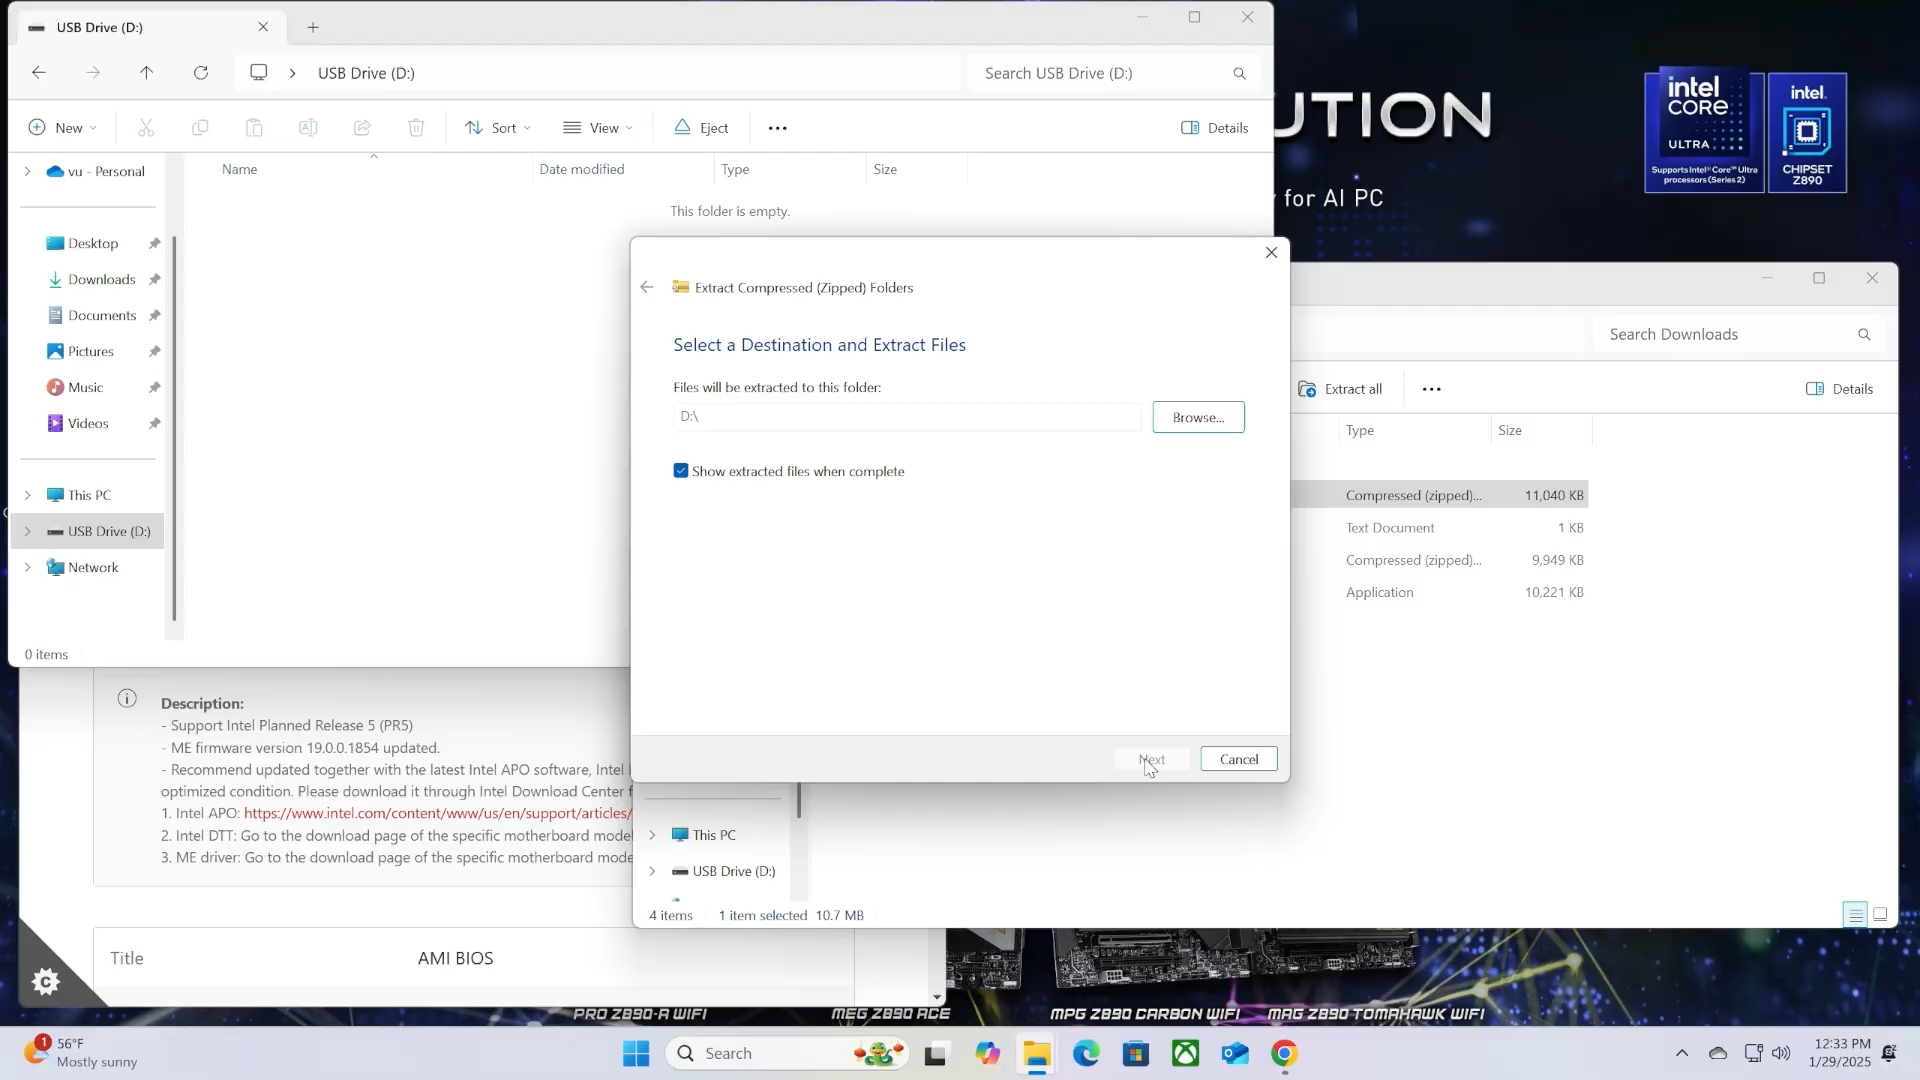 USB Drive (D:)
USB Drive (D:)
Search USB Drive (D:)
New
Sort
View
Eject
Details
vu - Personal
Name
Date modified
Type
Size
This folder is empty.
Desktop
Downloads
Documents
Pictures
Music
Videos
This PC
USB Drive (D:)
Network
0 items
UTION
for AI PC
intel
CORE
ULTRA
Supports Intel® Core™ Ultra
processors (Series 2)
intel.
CHIPSET
Z890
Extract Compressed (Zipped) Folders
Select a Destination and Extract Files
Files will be extracted to this folder:
D:\
Browse...
Show extracted files when complete
Next
Cancel
Search Downloads
Extract all
Details
Type
Size
Compressed (zipped)...
11,040 KB
Text Document
1 KB
Compressed (zipped)...
9,949 KB
Application
10,221 KB
This PC
USB Drive (D:)
4 items
1 item selected 10.7 MB
Description:
- Support Intel Planned Release 5 (PR5)
- ME firmware version 19.0.0.1854 updated.
- Recommend updated together with the latest Intel APO software, Intel
optimized condition. Please download it through Intel Download Center
1. Intel APO: https://www.intel.com/content/www/us/en/support/articles/
2. Intel DTT: Go to the download page of the specific motherboard model
3. ME driver: Go to the download page of the specific motherboard mode
Title
AMI BIOS
PRO Z890-A WIFI
MEG Z890 ACE
MPG Z890 CARBON WIFI
MAG Z890 TOMAHAWK WIFI
1
56°F
Mostly sunny
Search
12:33 PM
1/29/2025